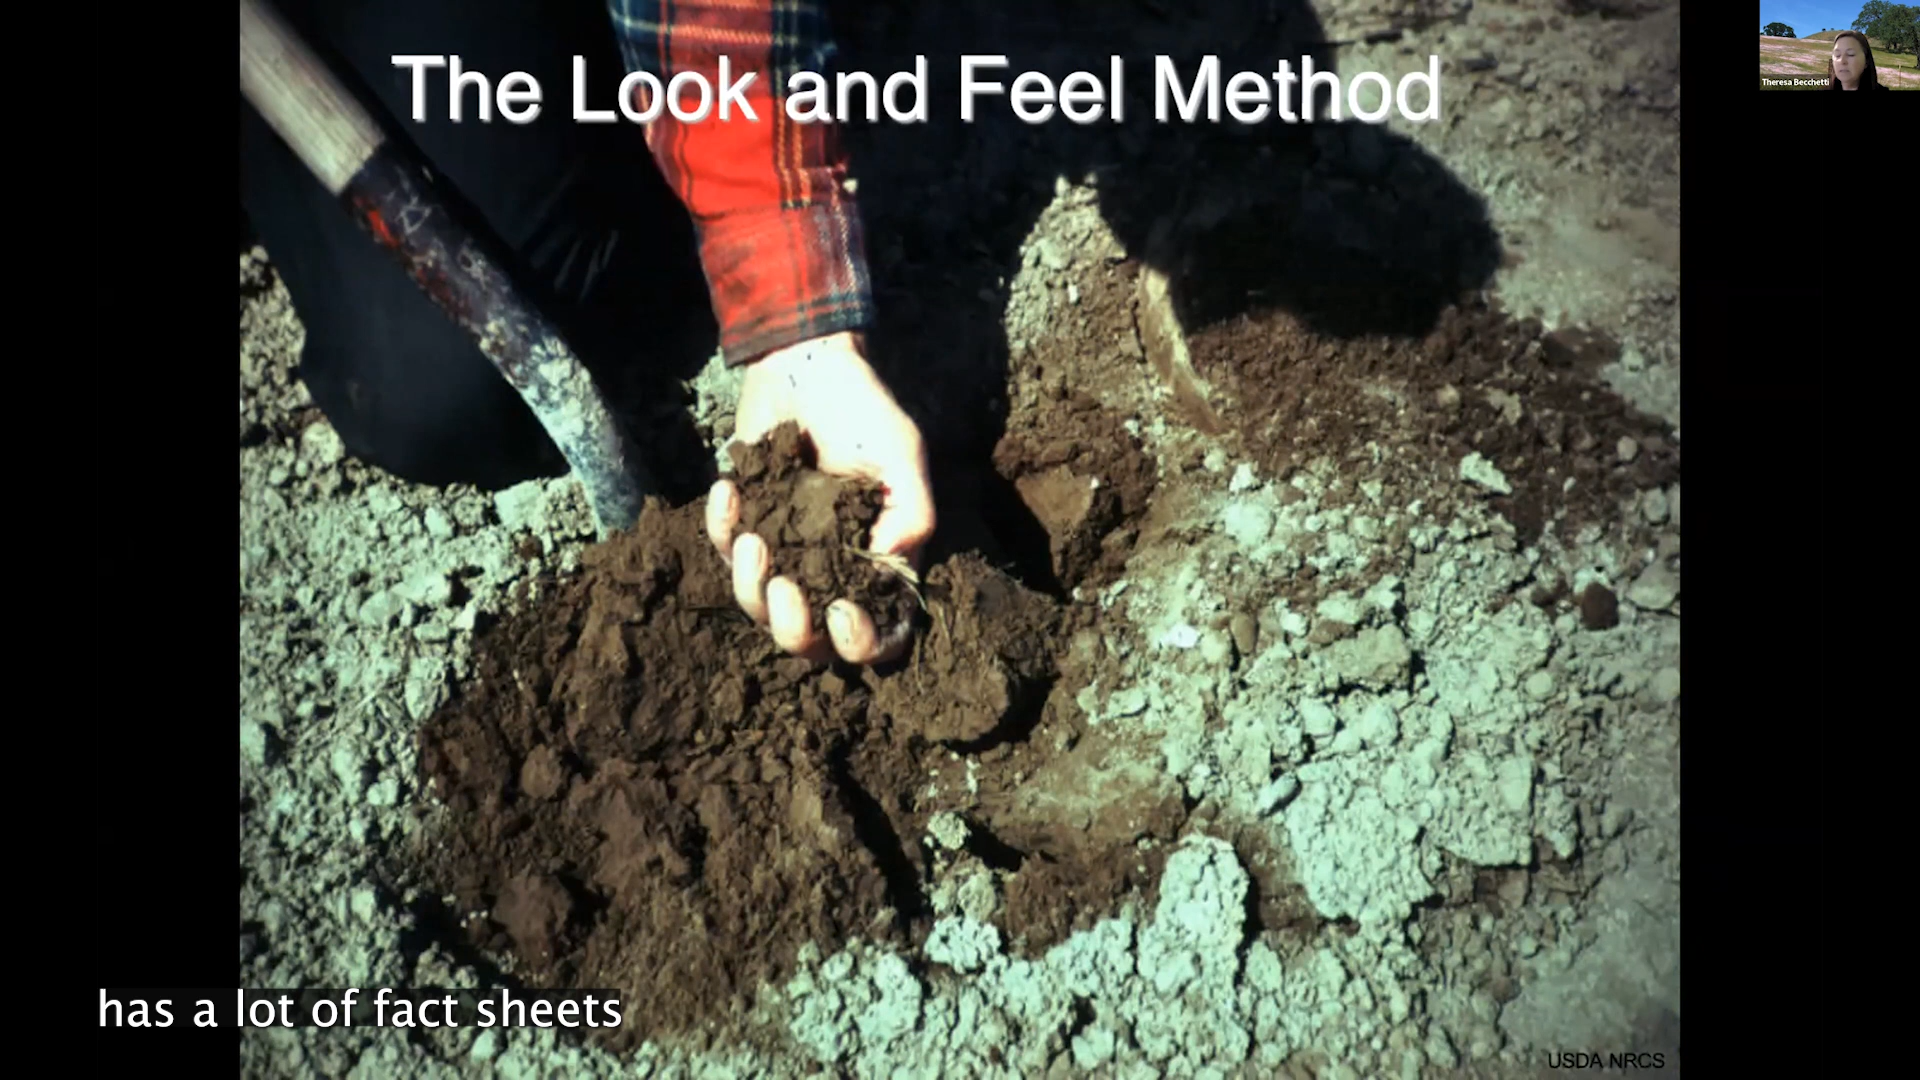 The Look and Feel Method
Theresa Becchetti
has a lot of fact sheets
USDA NRCS